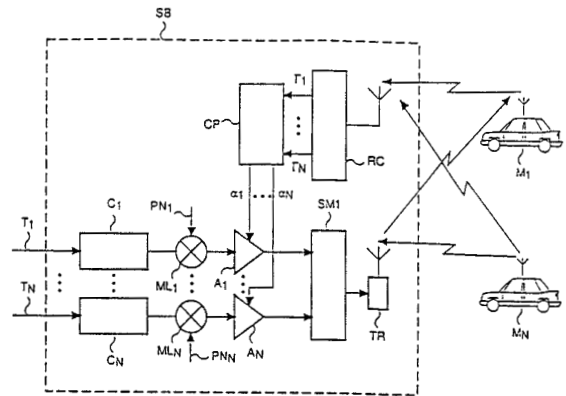 SB
CP
Γ1
ΓN
RC
M1
α1
αN
SM1
T1
C1
PN1
ML1
A1
TN
CN
MLN
PNN
AN
TR
MN